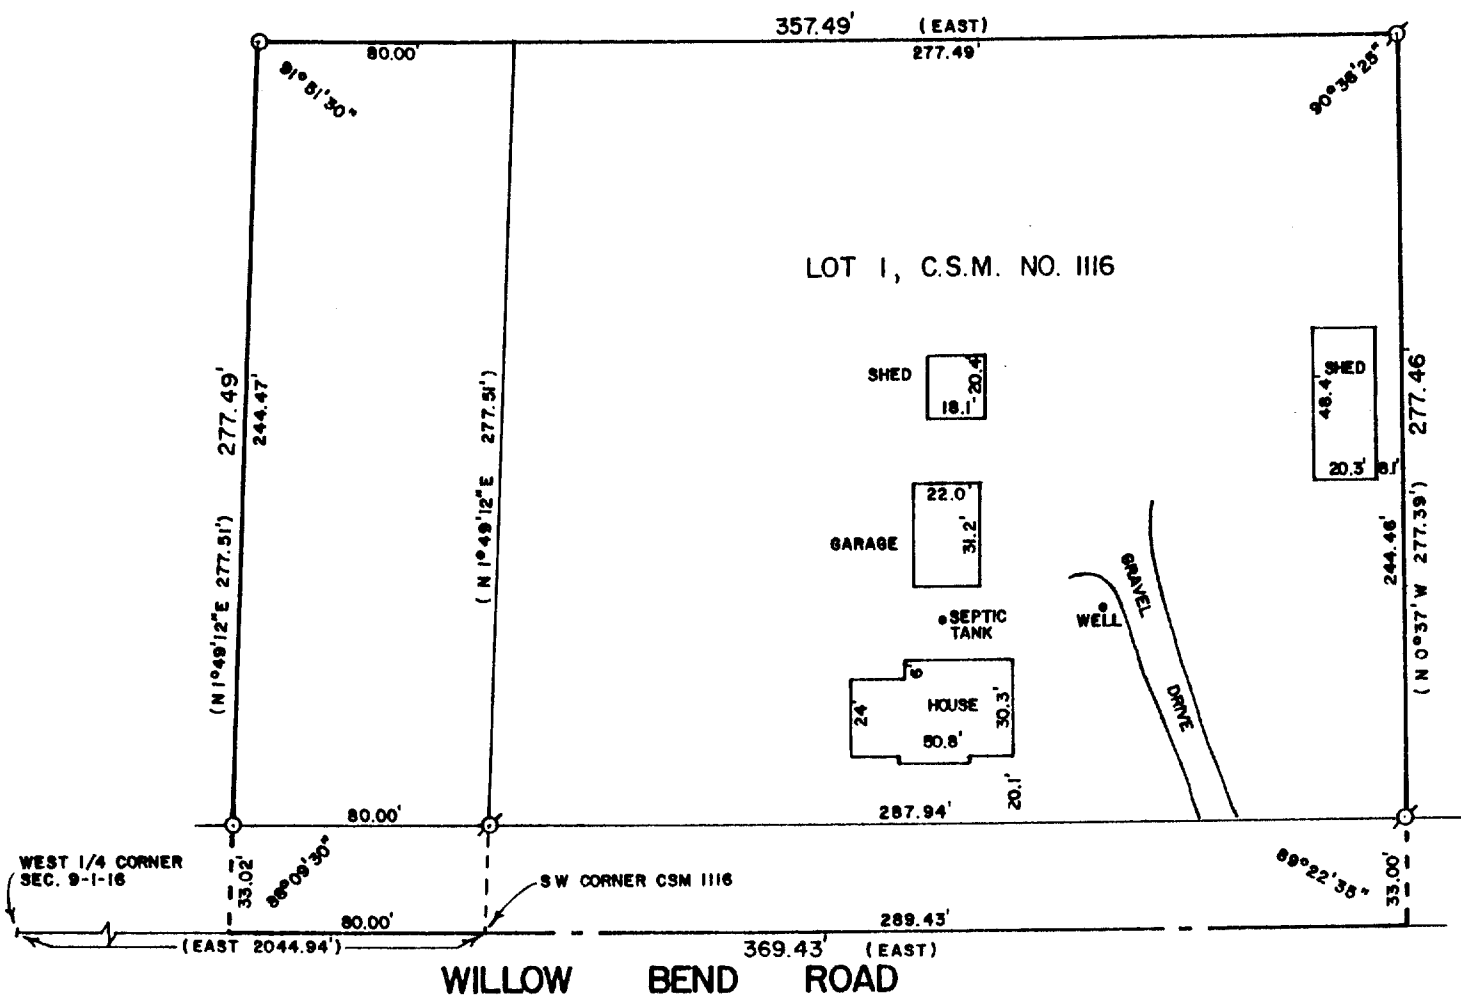 357.49' (EAST)
80.00' 277.49'
91°51'30"
90°36'25"
LOT 1, C.S.M. NO. 1116
277.49'
244.47'
(N 1°49'12"E 277.51')
(N 1°49'12"E 277.51')
SHED
20.4'
18.1'
SHED
48.4'
20.3' 8.1'
277.46'
244.46'
(N 0°37' W 277.39')
22.0'
GARAGE
31.2'
GRAVEL
DRIVE
WELL
SEPTIC
TANK
6'
HOUSE
24'
30.3'
50.8'
20.1'
80.00' 287.94'
WEST 1/4 CORNER
SEC. 9-1-16
33.02'
88°09'30"
SW CORNER CSM 1116
89°22'35"
33.00'
80.00' 289.43'
(EAST 2044.94')
369.43' (EAST)
WILLOW BEND ROAD